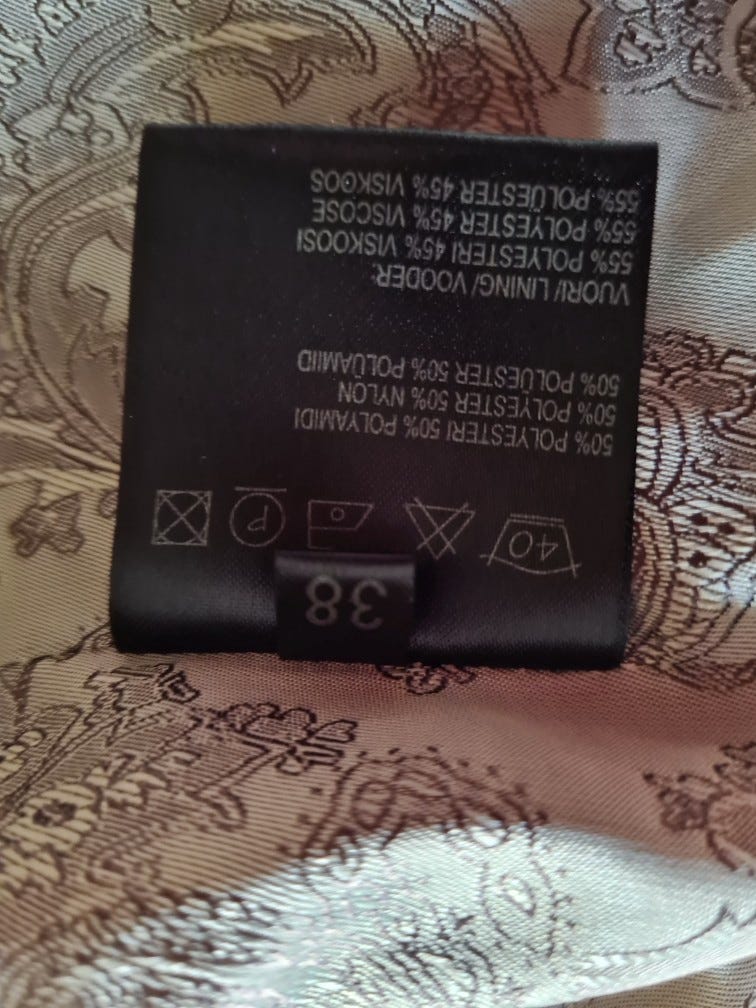 38
40
P
50% POLYESTERI 50% POLYAMIDI
50% POLYESTER 50% NYLON
50% POLÜESTER 50% POLÜAMIID
VUORI/ LINING/ VOODER:
55% POLYESTERI 45% VISKOOSI
55% POLYESTER 45% VISCOSE
55% POLÜESTER 45% VISKOOS